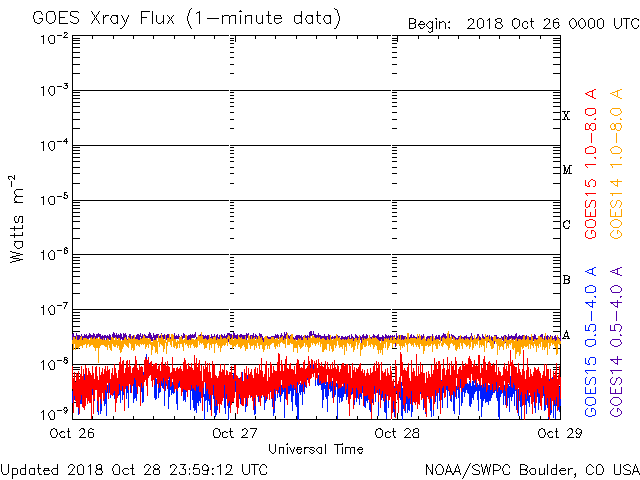 GOES Xray Flux (1-minute data)
Begin: 2018 Oct 26 0000 UTC
10⁻²
10⁻³
10⁻⁴
10⁻⁵
10⁻⁶
10⁻⁷
10⁻⁸
10⁻⁹
Watts m⁻²
X
M
C
B
A
GOES15 1.0-8.0 A
GOES14 1.0-8.0 A
GOES15 0.5-4.0 A
GOES14 0.5-4.0 A
Oct 26 Oct 27 Oct 28 Oct 29
Universal Time
Updated 2018 Oct 28 23:59:12 UTC
NOAA/SWPC Boulder, CO USA